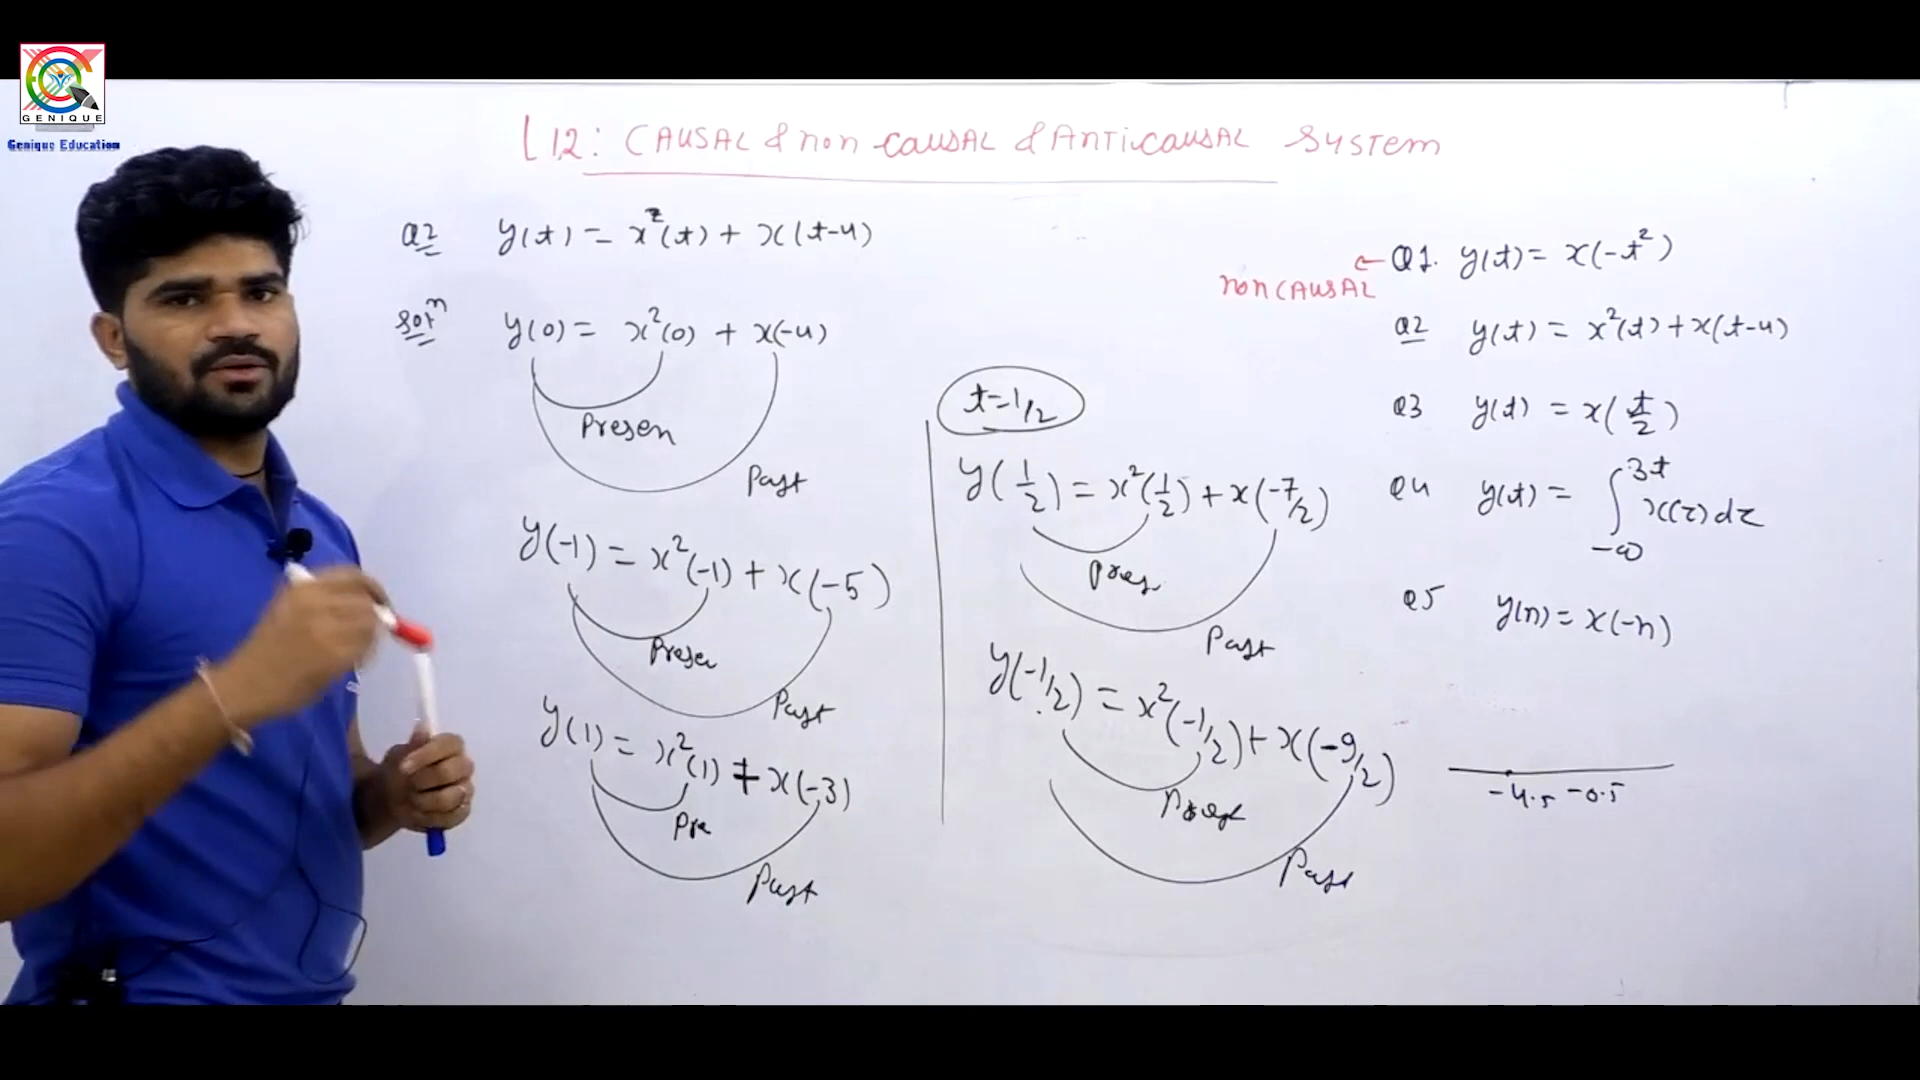 GENIQUE
Genique Education
L12: CAUSAL & non CAUSAL & ANTICAUSAL SYSTEM
Q2 y(t) = x²(t) + x(t-4)
Solⁿ y(0) = x²(0) + x(-4)
Presen
Past
y(-1) = x²(-1) + x(-5)
Presen
Past
y(1) = x²(1) + x(-3)
Pre
Past
t=1/2
y(1/2) = x²(1/2) + x(-7/2)
Pres
Past
y(-1/2) = x²(-1/2) + x(-9/2)
Past
non CAUSAL ← Q1. y(t) = x(-t²)
Q2 y(t) = x²(t) + x(t-4)
Q3 y(t) = x(t/2)
Q4 y(t) = ∫_{-∞}^{3t} x(τ)dτ
Q5 y(n) = x(-n)
-4.5 -0.5